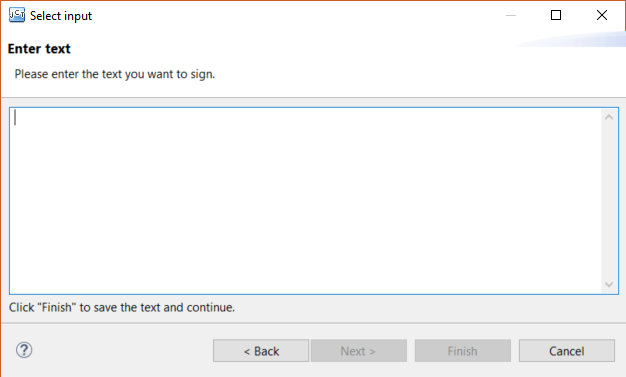 JCT Select input
Enter text
Please enter the text you want to sign.
Click "Finish" to save the text and continue.
? < Back Next > Finish Cancel